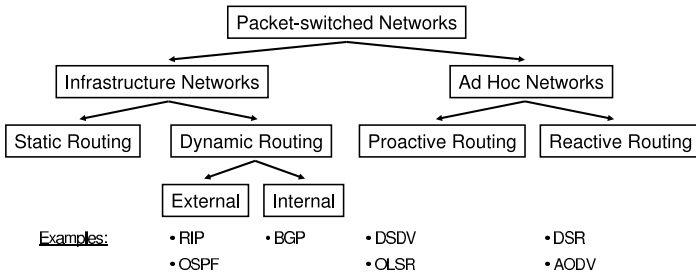 Packet-switched Networks
Infrastructure Networks
Ad Hoc Networks
Static Routing
Dynamic Routing
Proactive Routing
Reactive Routing
External
Internal
Examples:
• RIP
• BGP
• DSDV
• DSR
• OSPF
• OLSR
• AODV